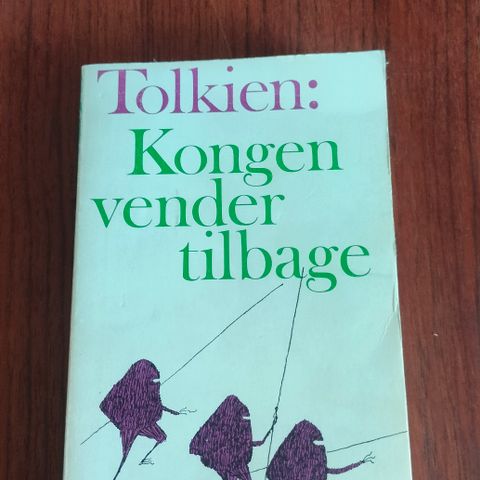 Tolkien:
Kongen
vender
tilbage